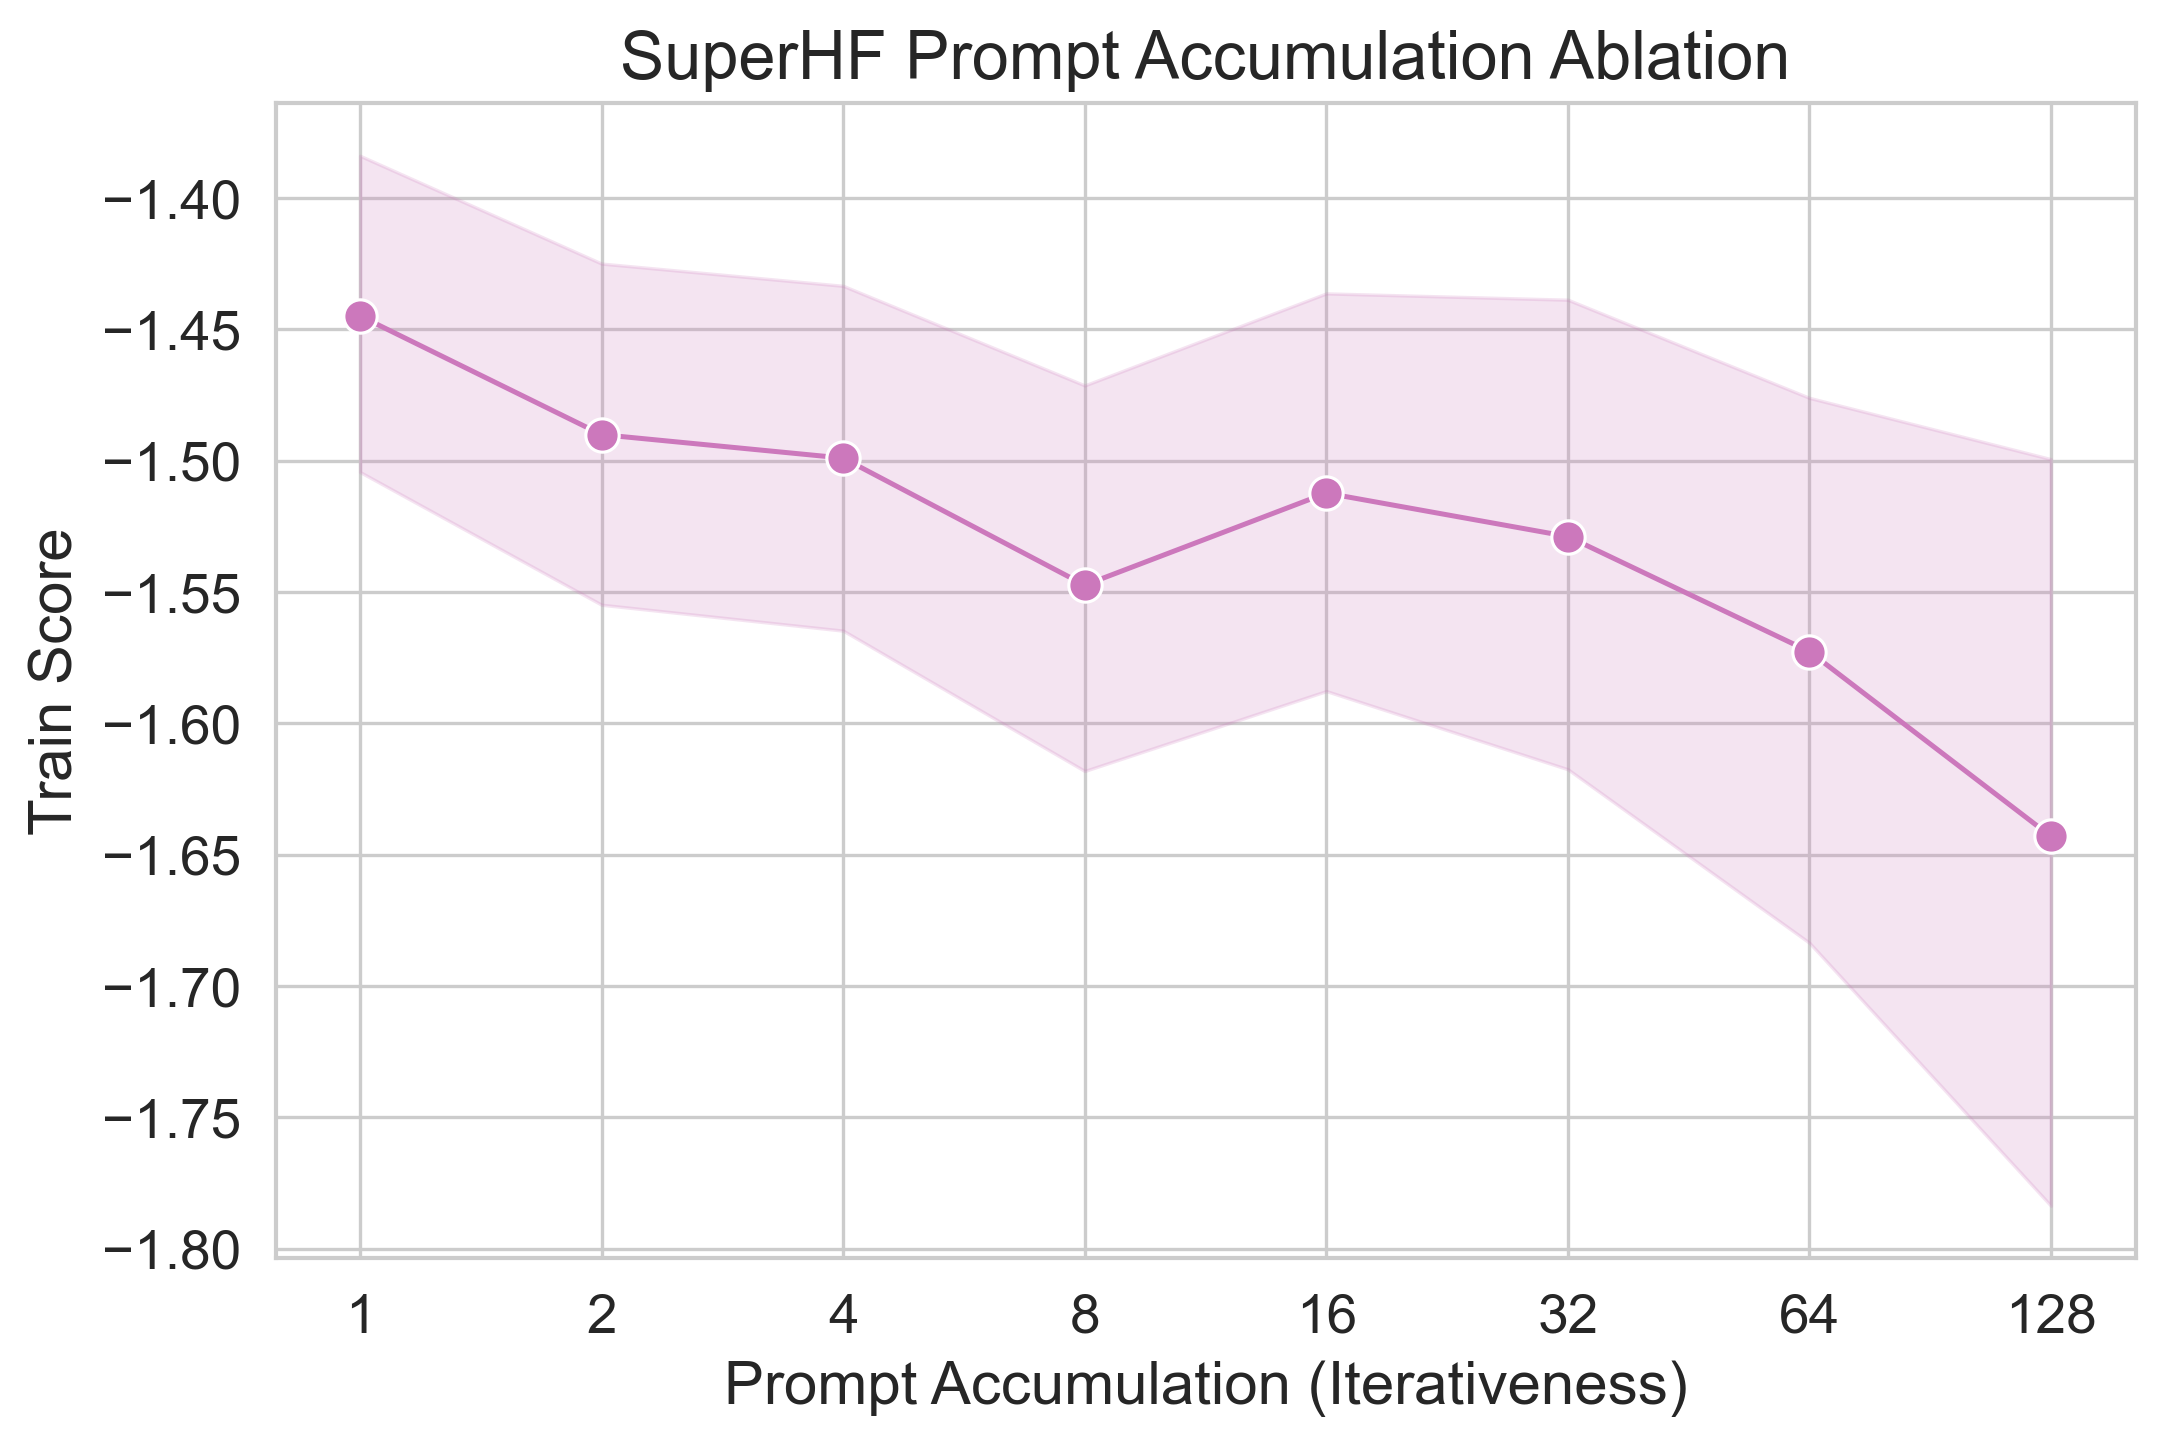 SuperHF Prompt Accumulation Ablation
−1.40
−1.45
−1.50
−1.55
−1.60
−1.65
−1.70
−1.75
−1.80
Train Score
1 2 4 8 16 32 64 128
Prompt Accumulation (Iterativeness)